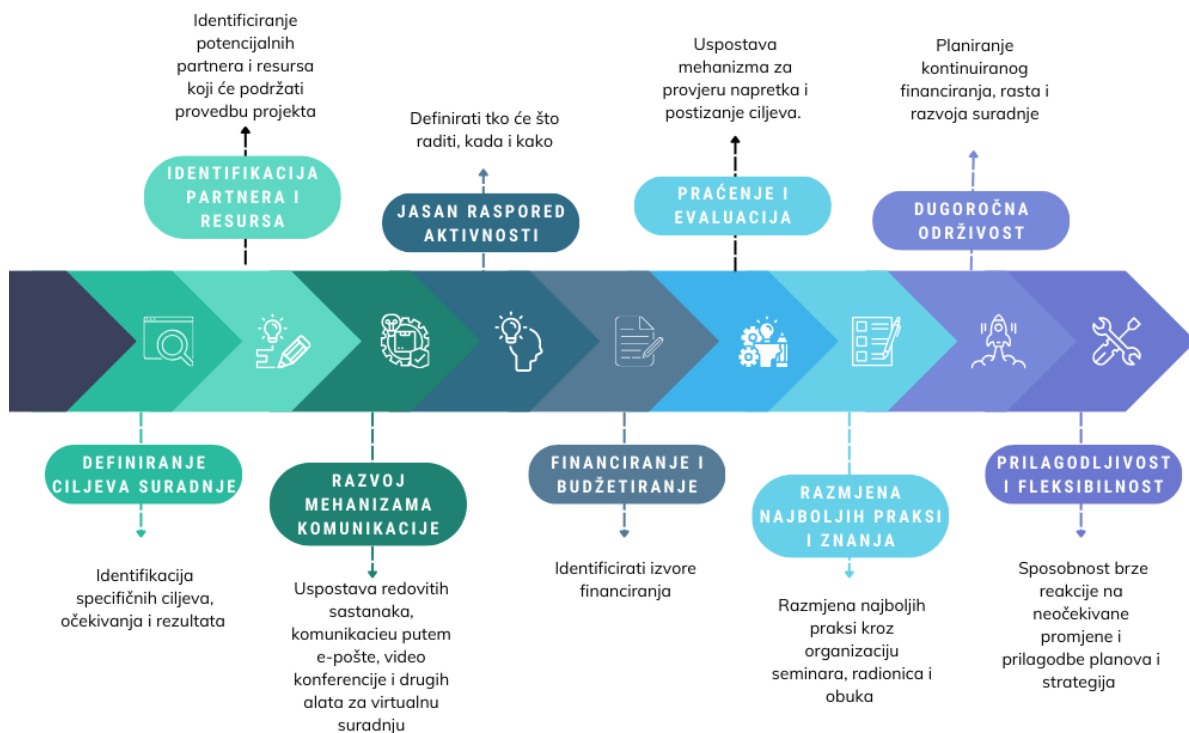 Identificiranje
potencijalnih
partnera i resursa
koji će podržati
provedbu projekta
IDENTIFIKACIJA
PARTNERA I
RESURSA
Definirati tko će što
raditi, kada i kako
JASAN RASPORED
AKTIVNOSTI
Uspostava
mehanizma za
provjeru napretka i
postizanje ciljeva.
PRAĆENJE I
EVALUACIJA
Planiranje
kontinuiranog
financiranja, rasta i
razvoja suradnje
DUGOROČNA
ODRŽIVOST
DEFINIRANJE
CILJEVA SURADNJE
Identifikacija
specifičnih ciljeva,
očekivanja i rezultata
RAZVOJ
MEHANIZAMA
KOMUNIKACIJE
Uspostava redovitih
sastanaka,
komunikacieu putem
e-pošte, video
konferencije i drugih
alata za virtualnu
suradnju
FINANCIRANJE I
BUDŽETIRANJE
Identificirati izvore
financiranja
RAZMJENA
NAJBOLJIH PRAKSI
I ZNANJA
Razmjena najboljih
praksi kroz
organizaciju
seminara, radionica i
obuka
PRILAGODLJIVOST
I FLEKSIBILNOST
Sposobnost brze
reakcije na
neočekivane
promjene i
prilagodbe planova i
strategija